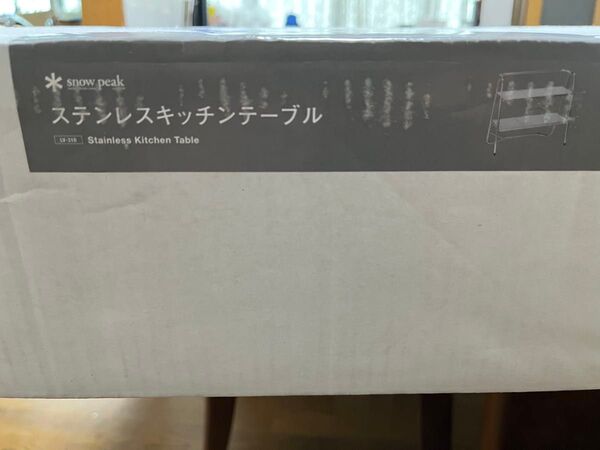 snow peak
ステンレスキッチンテーブル
Stainless Kitchen Table